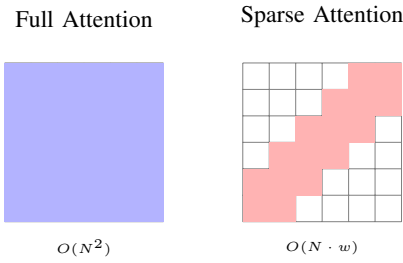 Full Attention
Sparse Attention
O(N²)
O(N · w)